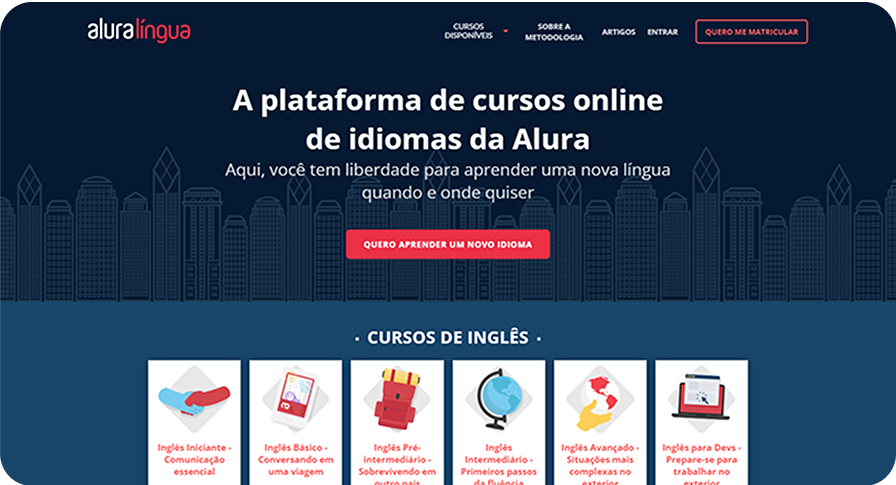 aluralíngua
CURSOS
DISPONÍVEIS
SOBRE A
METODOLOGIA
ARTIGOS
ENTRAR
QUERO ME MATRICULAR
A plataforma de cursos online
de idiomas da Alura
Aqui, você tem liberdade para aprender uma nova língua
quando e onde quiser
QUERO APRENDER UM NOVO IDIOMA
· CURSOS DE INGLÊS ·
Inglês Iniciante -
Comunicação
essencial
Inglês Básico -
Conversando em
uma viagem
Inglês Pré-
intermediário -
Sobrevivendo em
outro país
Inglês
Intermediário -
Primeiros passos
da fluência
Inglês Avançado -
Situações mais
complexas no
exterior
Inglês para Devs -
Prepare-se para
trabalhar no
exterior